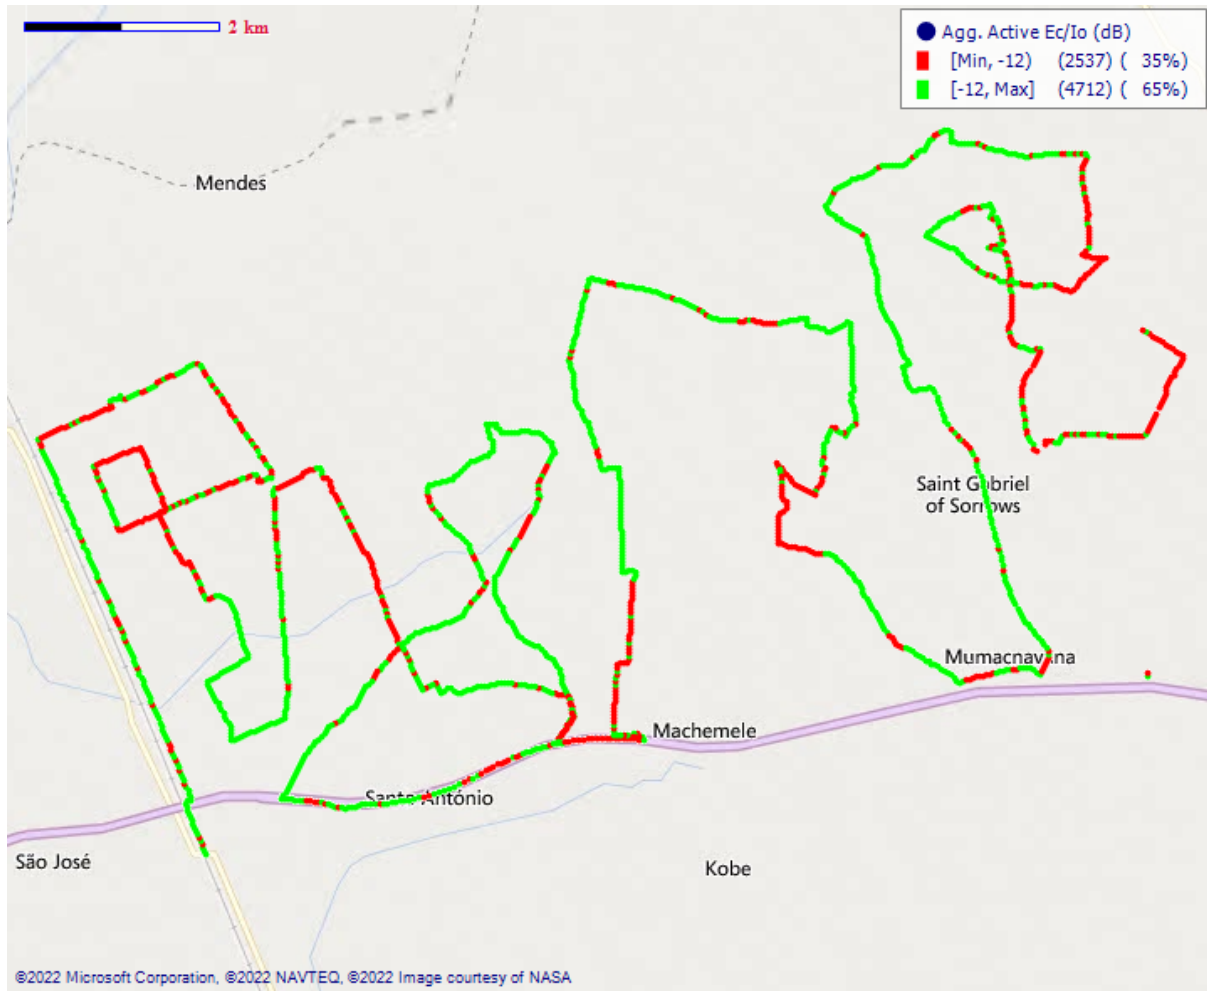 2 km
Agg. Active Ec/Io (dB)
[Min, -12) (2537) ( 35%)
[-12, Max] (4712) ( 65%)
Mendes
Saint Gabriel
of Sorrows
Mumacnavana
Machemele
Santo António
São José
Kobe
©2022 Microsoft Corporation, ©2022 NAVTEQ, ©2022 Image courtesy of NASA